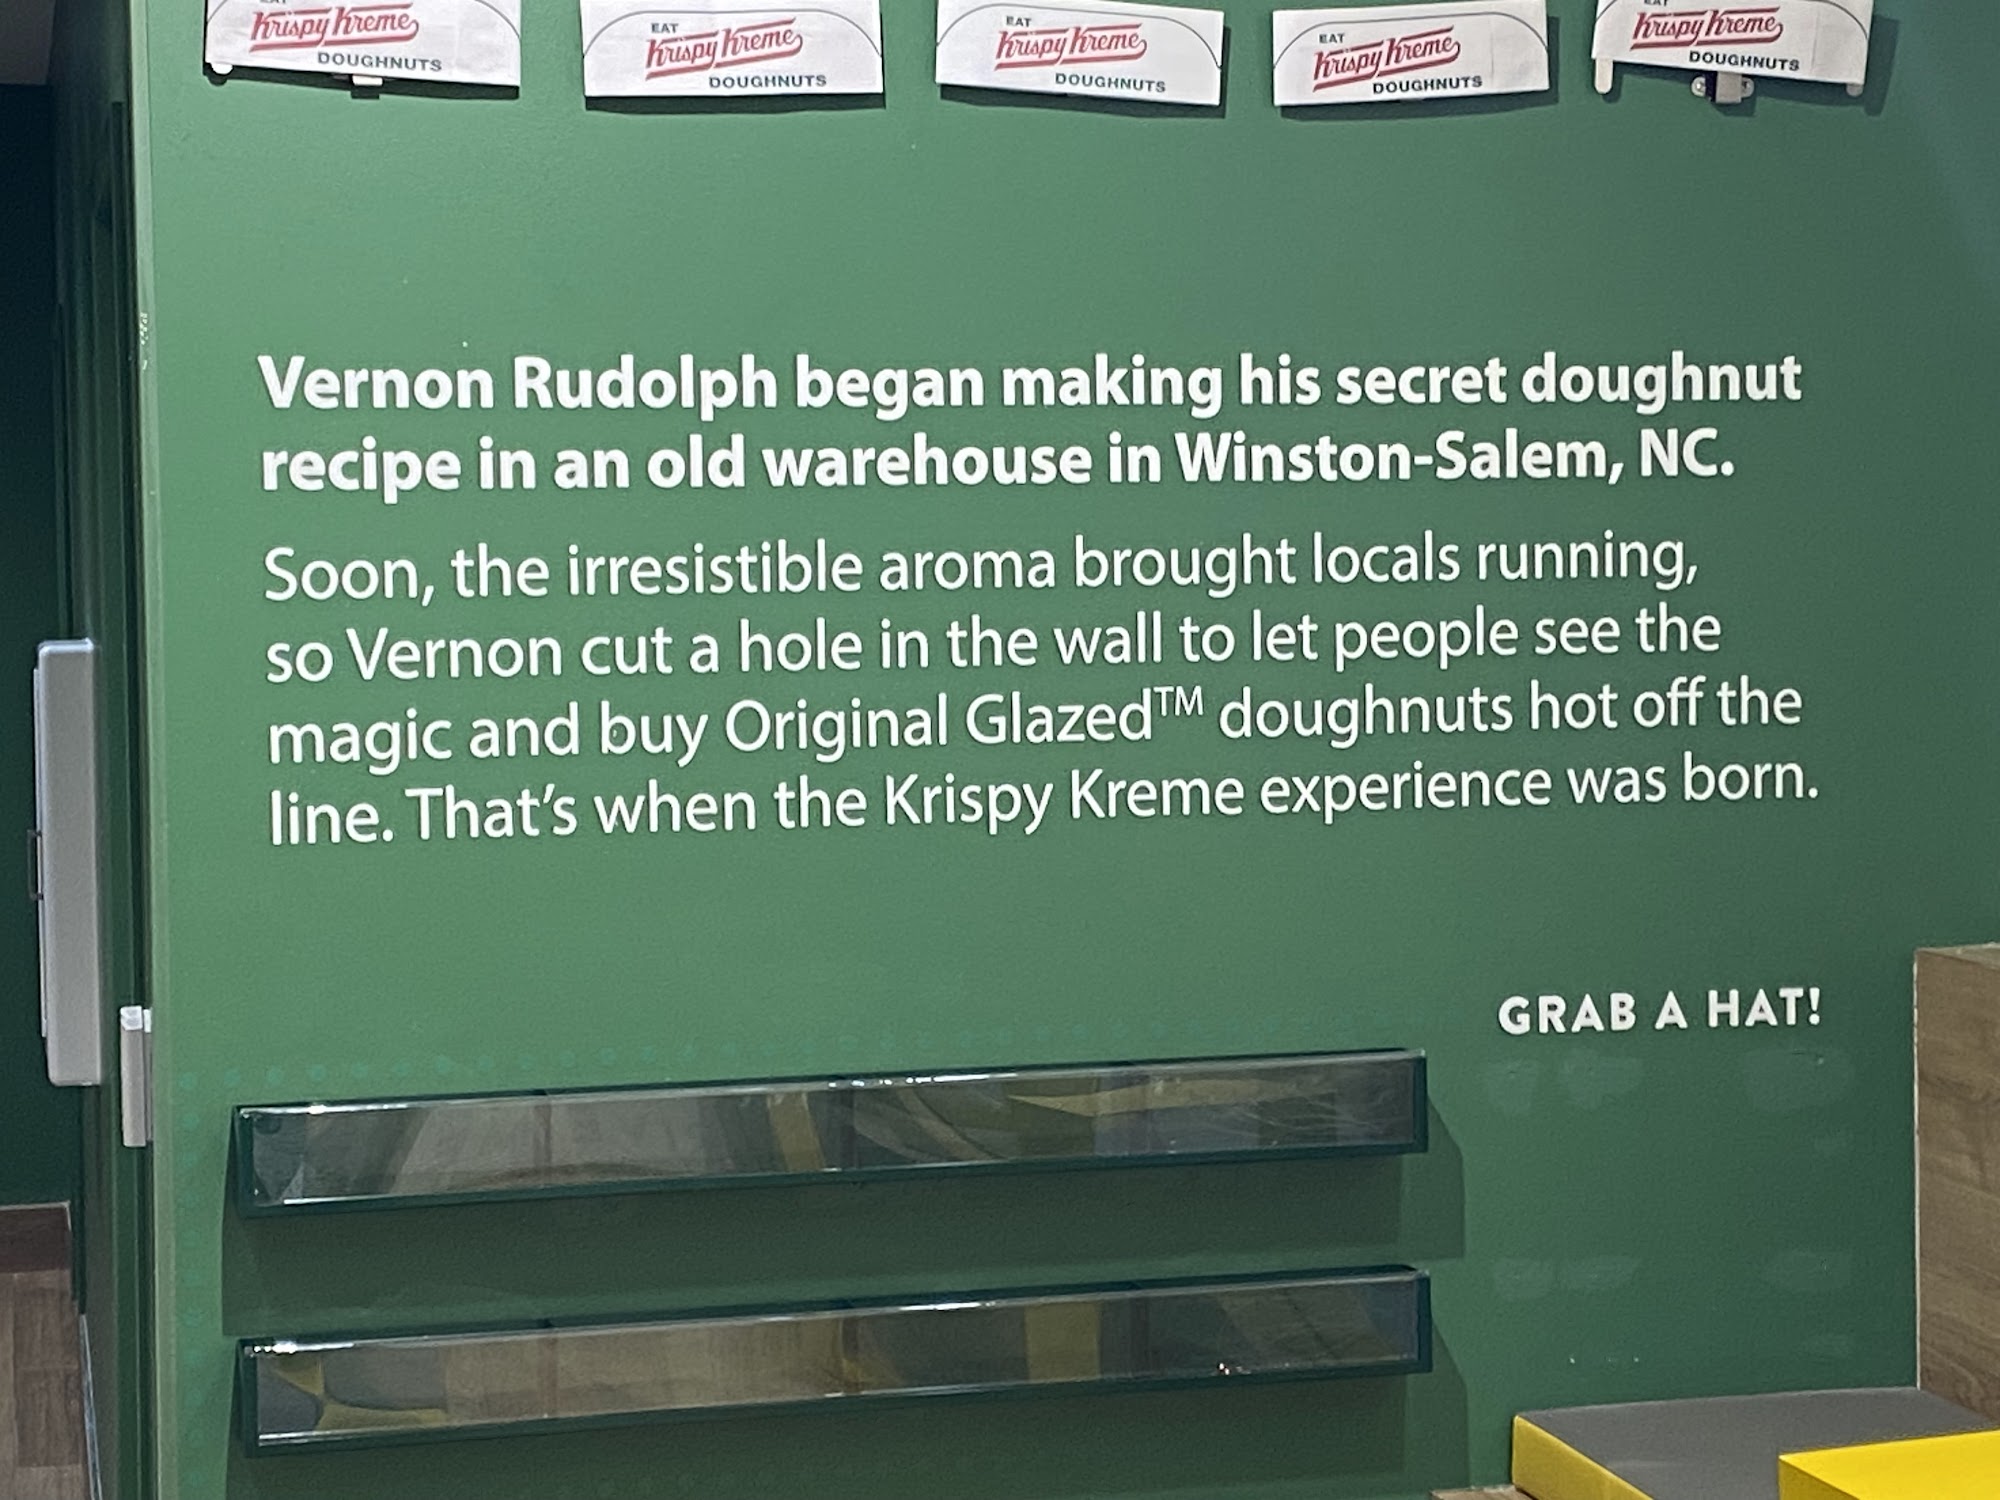 EAT
Krispy Kreme
DOUGHNUTS
EAT
Krispy Kreme
DOUGHNUTS
EAT
Krispy Kreme
DOUGHNUTS
EAT
Krispy Kreme
DOUGHNUTS
EAT
Krispy Kreme
DOUGHNUTS
Vernon Rudolph began making his secret doughnut
recipe in an old warehouse in Winston-Salem, NC.
Soon, the irresistible aroma brought locals running,
so Vernon cut a hole in the wall to let people see the
magic and buy Original Glazed™ doughnuts hot off the
line. That's when the Krispy Kreme experience was born.
GRAB A HAT!